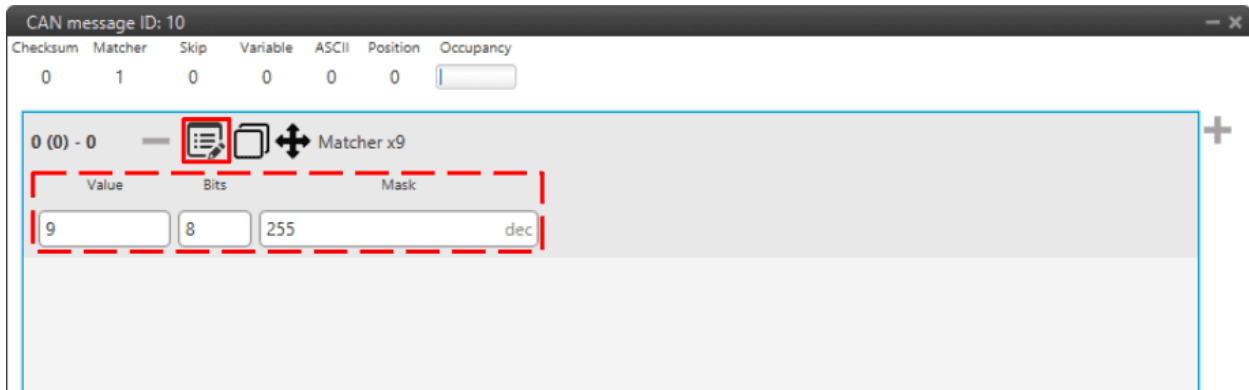 CAN message ID: 10
Checksum Matcher Skip Variable ASCII Position Occupancy
0 1 0 0 0 0
0 (0) - 0 Matcher x9
Value Bits Mask
9 8 255 dec